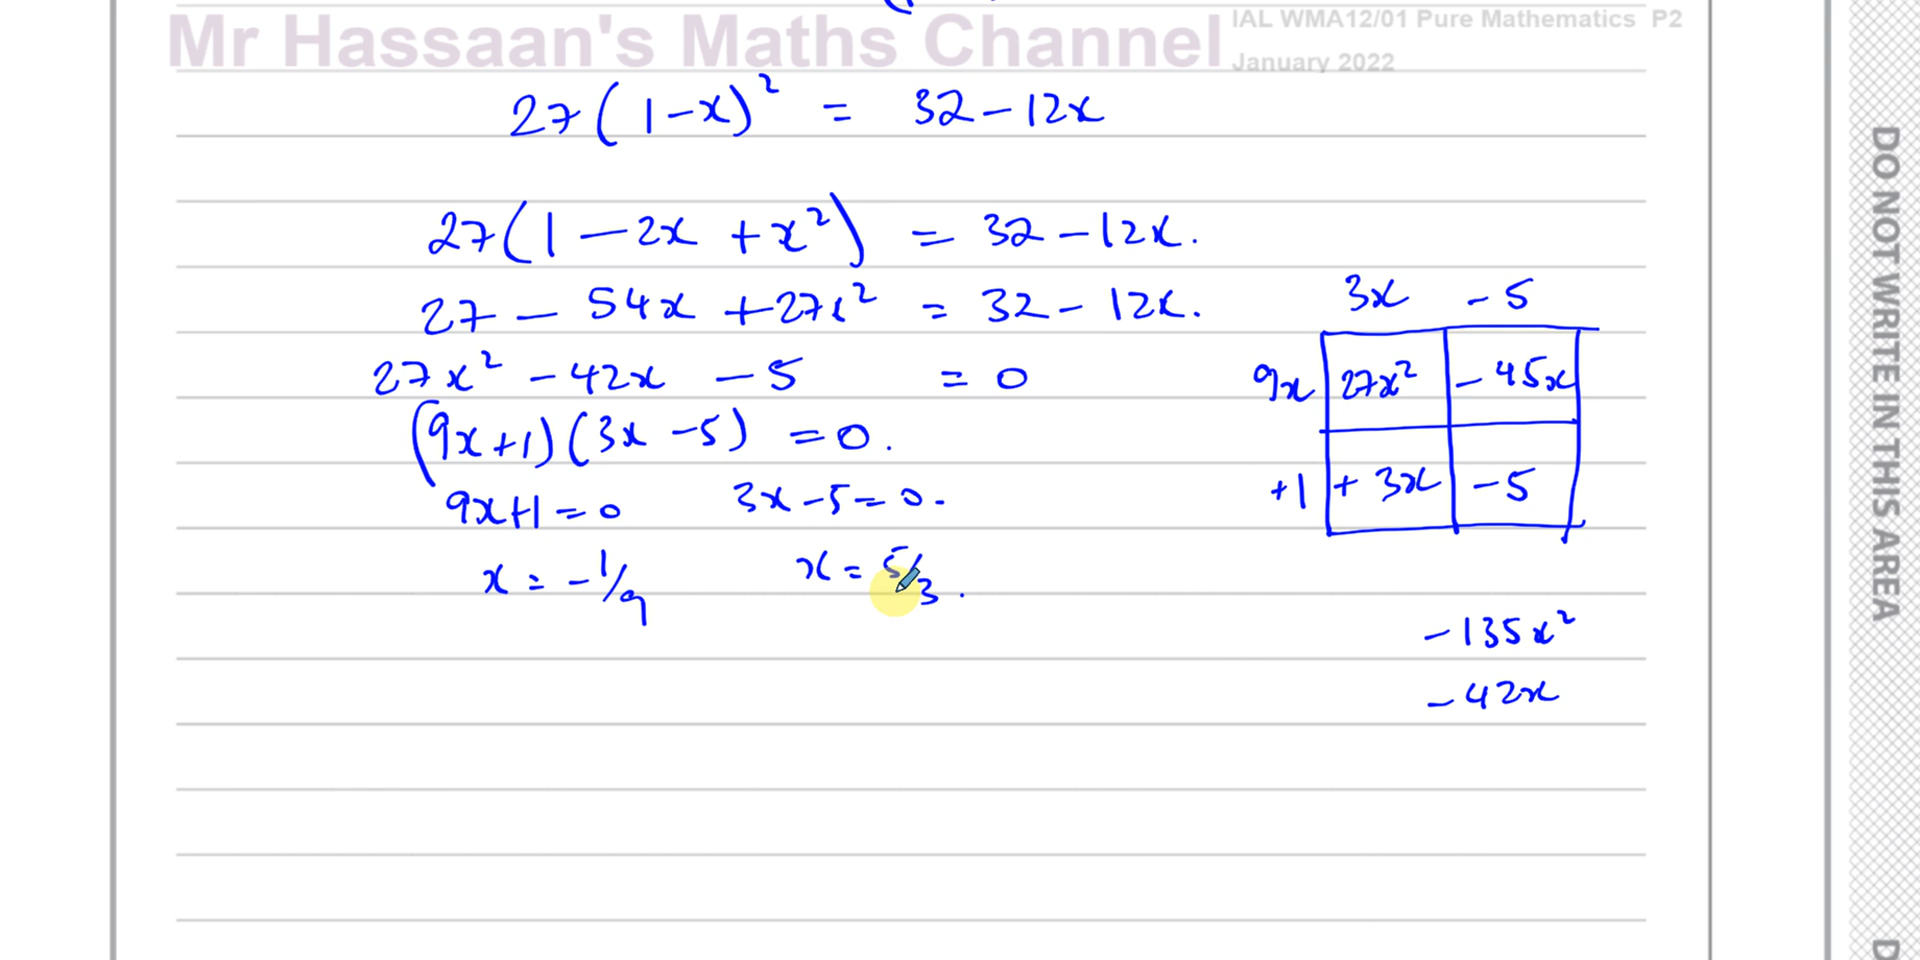 Mr Hassaan's Maths Channel
IAL WMA12/01 Pure Mathematics P2
January 2022
27(1-x)² = 32-12x
27(1-2x+x²) = 32-12x.
27-54x+27x² = 32-12x.
27x²-42x-5 = 0
(9x+1)(3x-5) = 0.
9x+1=0 3x-5=0.
x = -1/9 x = 5/3.
3x -5
9x 27x² -45x
+1 +3x -5
-135x²
-42x
DO NOT WRITE IN THIS AREA
D